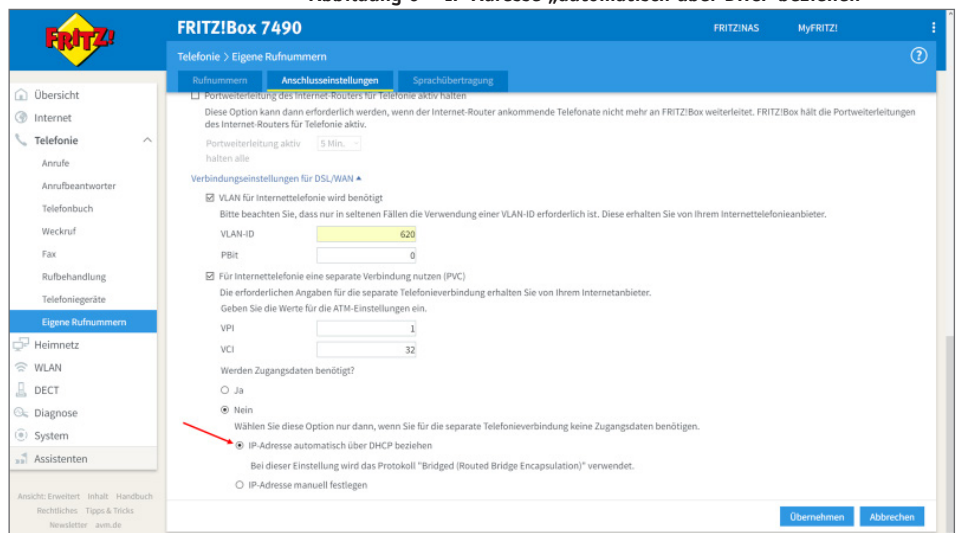 Abbildung 6 – IP-Adresse „automatisch über DHCP beziehen“
FRITZ!
FRITZ!Box 7490
FRITZ!NAS
MyFRITZ!
Telefonie > Eigene Rufnummern
?
Rufnummern
Anschlusseinstellungen
Sprachübertragung
Übersicht
Internet
Telefonie
Anrufe
Anrufbeantworter
Telefonbuch
Weckruf
Fax
Rufbehandlung
Telefoniegeräte
Eigene Rufnummern
Heimnetz
WLAN
DECT
Diagnose
System
Assistenten
Ansicht: Erweitert Inhalt Handbuch
Rechtliches Tipps & Tricks
Newsletter avm.de
Portweiterleitung des Internet-Routers für Telefonie aktiv halten
Diese Option kann dann erforderlich werden, wenn der Internet-Router ankommende Telefonate nicht mehr an FRITZ!Box weiterleitet. FRITZ!Box hält die Portweiterleitungen
des Internet-Routers für Telefonie aktiv.
Portweiterleitung aktiv 5 Min.
halten alle
Verbindungseinstellungen für DSL/WAN
VLAN für Internettelefonie wird benötigt
Bitte beachten Sie, dass nur in seltenen Fällen die Verwendung einer VLAN-ID erforderlich ist. Diese erhalten Sie von Ihrem Internettelefonieanbieter.
VLAN-ID 620
PBit 0
Für Internettelefonie eine separate Verbindung nutzen (PVC)
Die erforderlichen Angaben für die separate Telefonieverbindung erhalten Sie von Ihrem Internetanbieter.
Geben Sie die Werte für die ATM-Einstellungen ein.
VPI 1
VCI 32
Werden Zugangsdaten benötigt?
Ja
Nein
Wählen Sie diese Option nur dann, wenn Sie für die separate Telefonieverbindung keine Zugangsdaten benötigen.
IP-Adresse automatisch über DHCP beziehen
Bei dieser Einstellung wird das Protokoll "Bridged (Routed Bridge Encapsulation)" verwendet.
IP-Adresse manuell festlegen
Übernehmen
Abbrechen